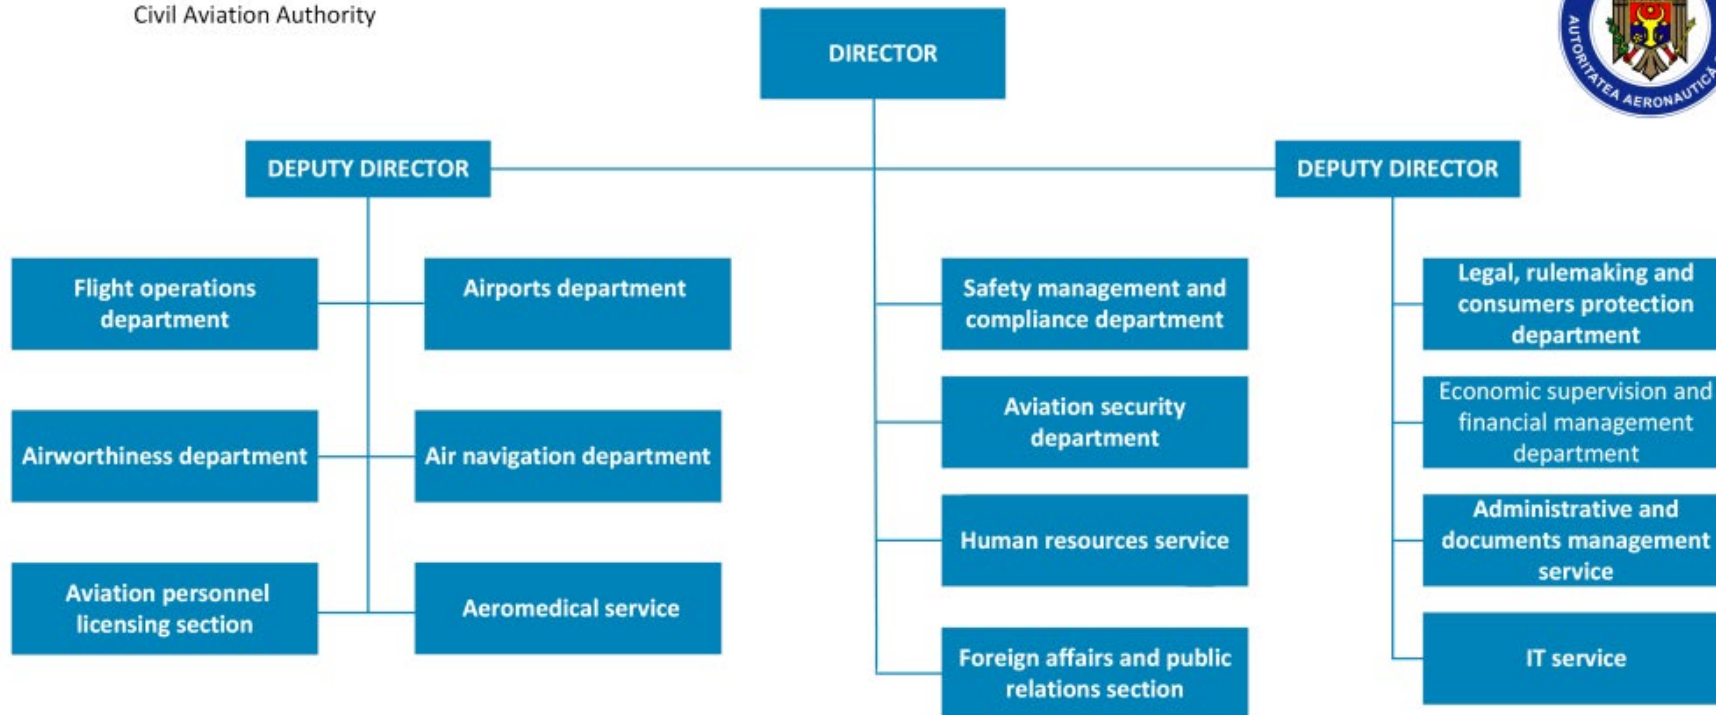 Civil Aviation Authority
DIRECTOR
AUTORITATEA AERONAUTICĂ
DEPUTY DIRECTOR
DEPUTY DIRECTOR
Flight operations
department
Airports department
Airworthiness department
Air navigation department
Aviation personnel
licensing section
Aeromedical service
Safety management and
compliance department
Aviation security
department
Human resources service
Foreign affairs and public
relations section
Legal, rulemaking and
consumers protection
department
Economic supervision and
financial management
department
Administrative and
documents management
service
IT service